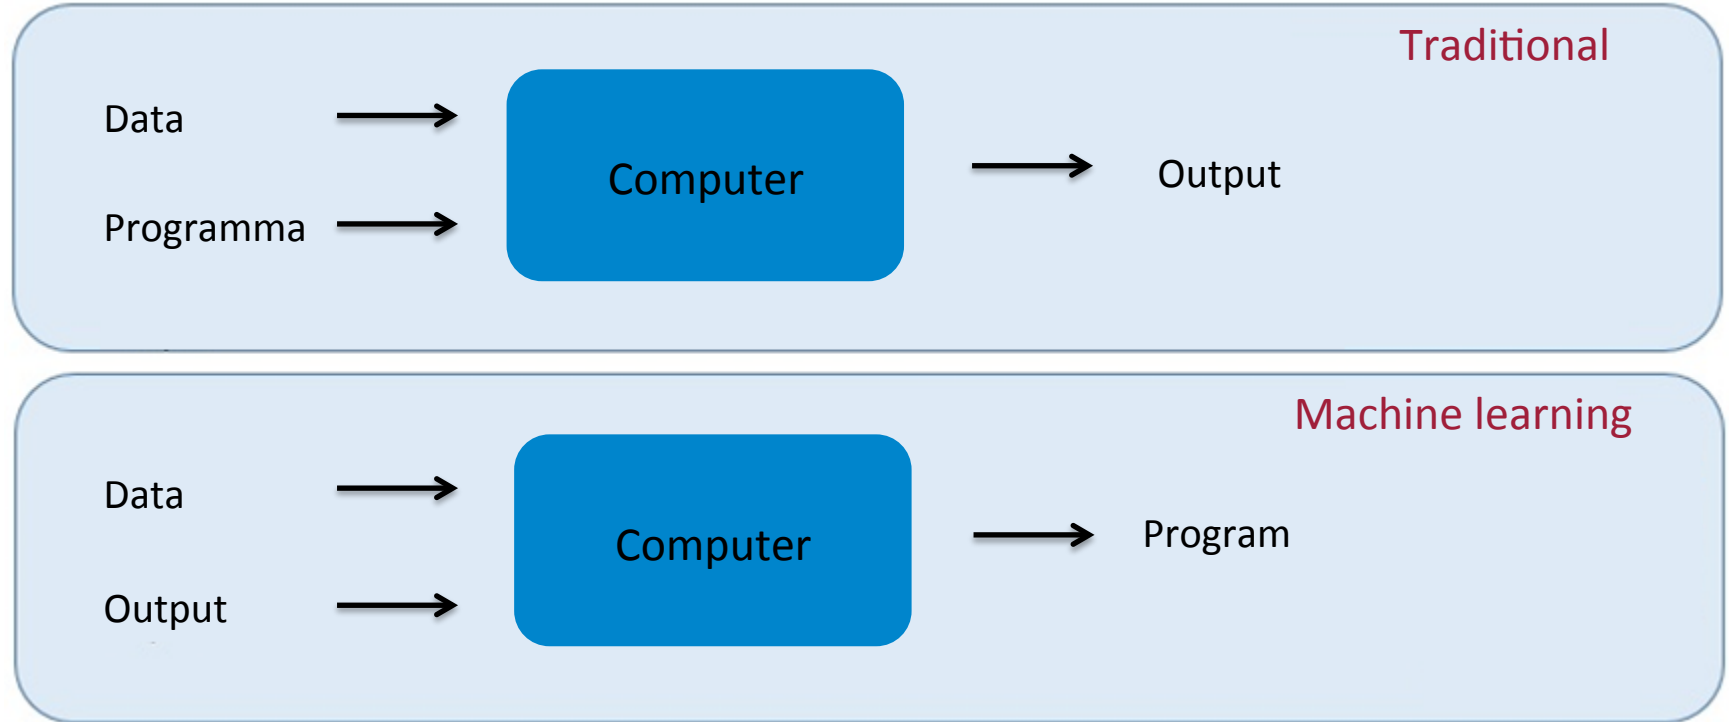 Traditional
Data
Programma
Computer
Output
Machine learning
Data
Output
Computer
Program